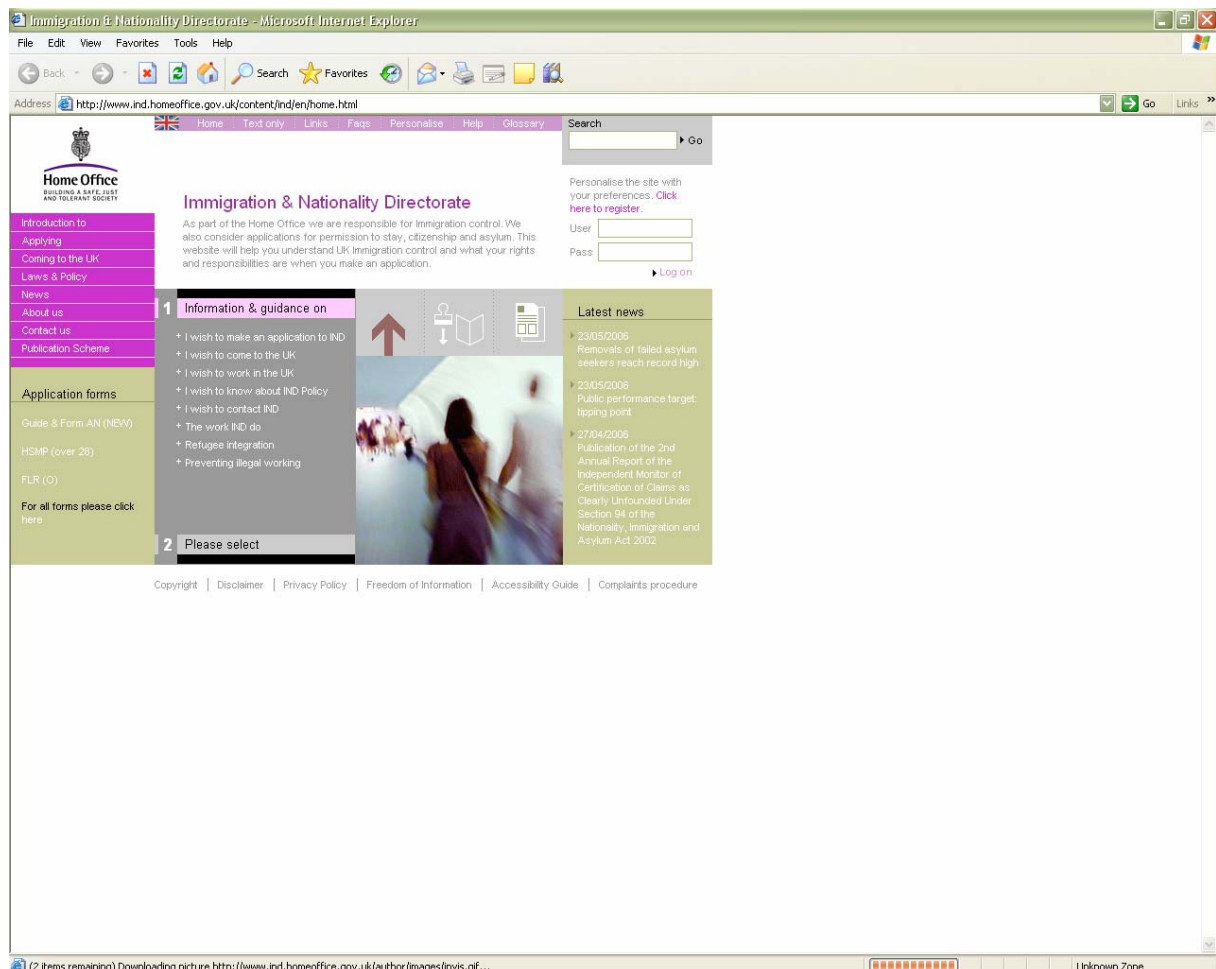 Immigration & Nationality Directorate - Microsoft Internet Explorer
File Edit View Favorites Tools Help
Back Search Favorites
Address http://www.ind.homeoffice.gov.uk/content/ind/en/home.html Go Links »
Home Text only Links Faqs Personalise Help Glossary
Search
Go
Home Office
BUILDING A SAFE, JUST
AND TOLERANT SOCIETY
Introduction to
Applying
Coming to the UK
Laws & Policy
News
About us
Contact us
Publication Scheme
Application forms
Guide & Form AN (NEW)
HSMP (over 28)
FLR (O)
For all forms please click
here
Immigration & Nationality Directorate
As part of the Home Office we are responsible for Immigration control. We
also consider applications for permission to stay, citizenship and asylum. This
website will help you understand UK Immigration control and what your rights
and responsibilities are when you make an application.
Personalise the site with
your preferences. Click
here to register.
User
Pass
Log on
1 Information & guidance on
+ I wish to make an application to IND
+ I wish to come to the UK
+ I wish to work in the UK
+ I wish to know about IND Policy
+ I wish to contact IND
+ The work IND do
+ Refugee integration
+ Preventing illegal working
2 Please select
Latest news
23/05/2006
Removals of failed asylum
seekers reach record high
23/05/2006
Public performance target:
tipping point
27/04/2006
Publication of the 2nd
Annual Report of the
Independent Monitor of
Certification of Claims as
Clearly Unfounded Under
Section 94 of the
Nationality, Immigration and
Asylum Act 2002
Copyright | Disclaimer | Privacy Policy | Freedom of Information | Accessibility Guide | Complaints procedure
(2 items remaining) Downloading picture http://www.ind.homeoffice.gov.uk/author/images/invis.gif... Unknown Zone